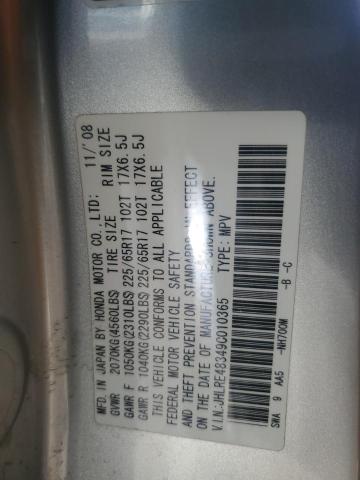 MFD. IN JAPAN BY HONDA MOTOR CO., LTD: 11/'08
GVWR 2070KG(4560LBS) TIRE SIZE RIM SIZE
GAWR F 1050KG(2310LBS) 225/65R17 102T 17X6.5J
GAWR R 1040KG(2290LBS) 225/65R17 102T 17X6.5J
THIS VEHICLE CONFORMS TO ALL APPLICABLE
FEDERAL MOTOR VEHICLE SAFETY
AND THEFT PREVENTION STANDARDS IN EFFECT
ON THE DATE OF MANUFACTURE SHOWN ABOVE.
V.I.N:JHLRE48349C010365 TYPE: MPV
SWA 9 AA5 -NH700M -B -C